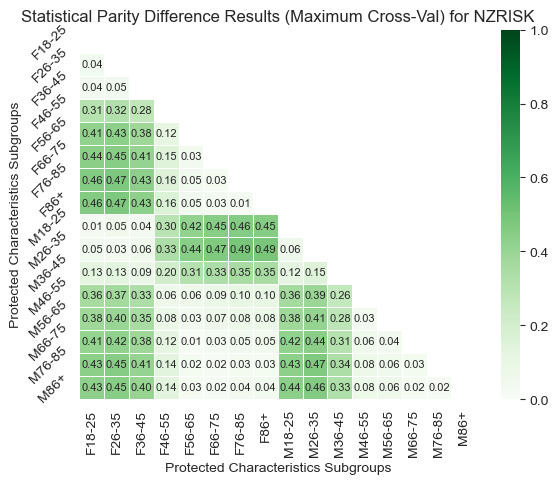 Statistical Parity Difference Results (Maximum Cross-Val) for NZRISK
Protected Characteristics Subgroups
F18-25
F26-35 0.04
F36-45 0.04 0.05
F46-55 0.31 0.32 0.28
F56-65 0.41 0.43 0.38 0.12
F66-75 0.44 0.45 0.41 0.15 0.03
F76-85 0.46 0.47 0.43 0.16 0.05 0.03
F86+ 0.46 0.47 0.43 0.16 0.05 0.03 0.01
M18-25 0.01 0.05 0.04 0.30 0.42 0.45 0.46 0.45
M26-35 0.05 0.03 0.06 0.33 0.44 0.47 0.49 0.49 0.06
M36-45 0.13 0.13 0.09 0.20 0.31 0.33 0.35 0.35 0.12 0.15
M46-55 0.36 0.37 0.33 0.06 0.06 0.09 0.10 0.10 0.36 0.39 0.26
M56-65 0.38 0.40 0.35 0.08 0.03 0.07 0.08 0.08 0.38 0.41 0.28 0.03
M66-75 0.41 0.42 0.38 0.12 0.01 0.03 0.05 0.05 0.42 0.44 0.31 0.06 0.04
M76-85 0.43 0.45 0.41 0.14 0.02 0.02 0.03 0.03 0.43 0.47 0.34 0.08 0.06 0.03
M86+ 0.43 0.45 0.40 0.14 0.03 0.02 0.04 0.04 0.44 0.46 0.33 0.08 0.06 0.02 0.02
F18-25 F26-35 F36-45 F46-55 F56-65 F66-75 F76-85 F86+ M18-25 M26-35 M36-45 M46-55 M56-65 M66-75 M76-85 M86+
Protected Characteristics Subgroups
1.0
0.8
0.6
0.4
0.2
0.0